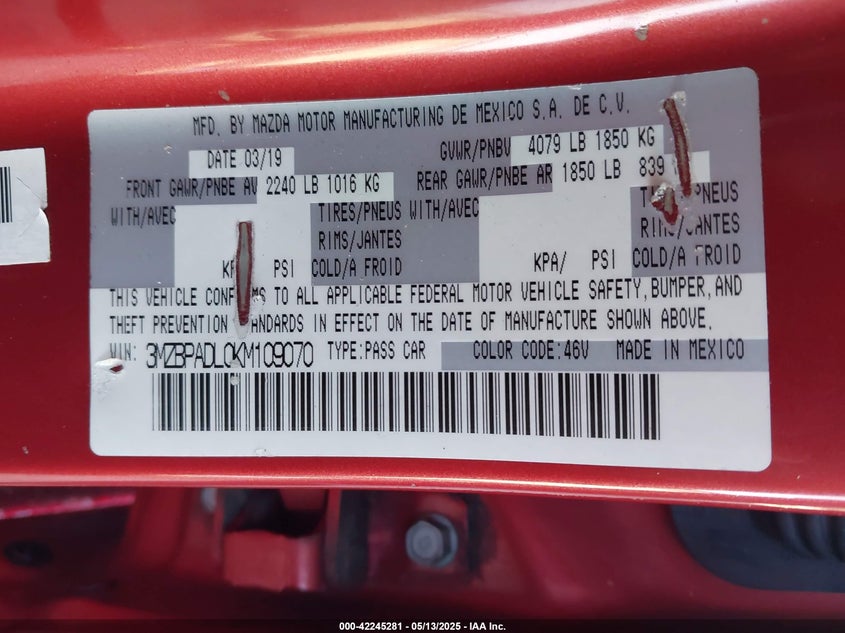 MFD. BY MAZDA MOTOR MANUFACTURING DE MEXICO S.A. DE C.V.
DATE 03/19 GVWR/PNBV 4079 LB 1850 KG
FRONT GAWR/PNBE AV 2240 LB 1016 KG REAR GAWR/PNBE AR 1850 LB 839
WITH/AVEC TIRES/PNEUS WITH/AVEC /PNEUS
RIMS/JANTES RIMS/JANTES
PSI COLD/A FROID KPA/ PSI COLD/A FROID
THIS VEHICLE TO ALL APPLICABLE FEDERAL MOTOR VEHICLE SAFETY, BUMPER, AND
THEFT PREVENTION STANDARDS IN EFFECT ON THE DATE OF MANUFACTURE SHOWN ABOVE.
VIN: 3MZBPADL0KM109070 TYPE:PASS CAR COLOR CODE:46V MADE IN MEXICO
000-42245281 - 05/13/2025 - IAA Inc.